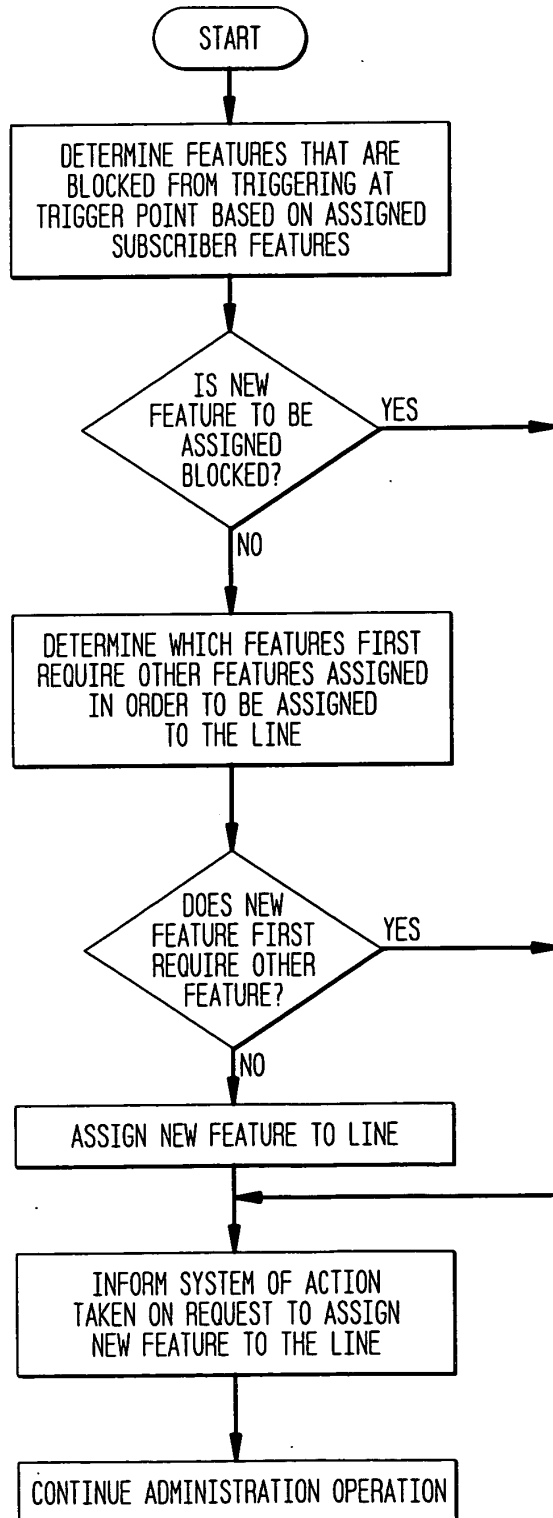 START
DETERMINE FEATURES THAT ARE
BLOCKED FROM TRIGGERING AT
TRIGGER POINT BASED ON ASSIGNED
SUBSCRIBER FEATURES
IS NEW
FEATURE TO BE
ASSIGNED
BLOCKED?
YES
NO
DETERMINE WHICH FEATURES FIRST
REQUIRE OTHER FEATURES ASSIGNED
IN ORDER TO BE ASSIGNED
TO THE LINE
DOES NEW
FEATURE FIRST
REQUIRE OTHER
FEATURE?
YES
NO
ASSIGN NEW FEATURE TO LINE
INFORM SYSTEM OF ACTION
TAKEN ON REQUEST TO ASSIGN
NEW FEATURE TO THE LINE
CONTINUE ADMINISTRATION OPERATION